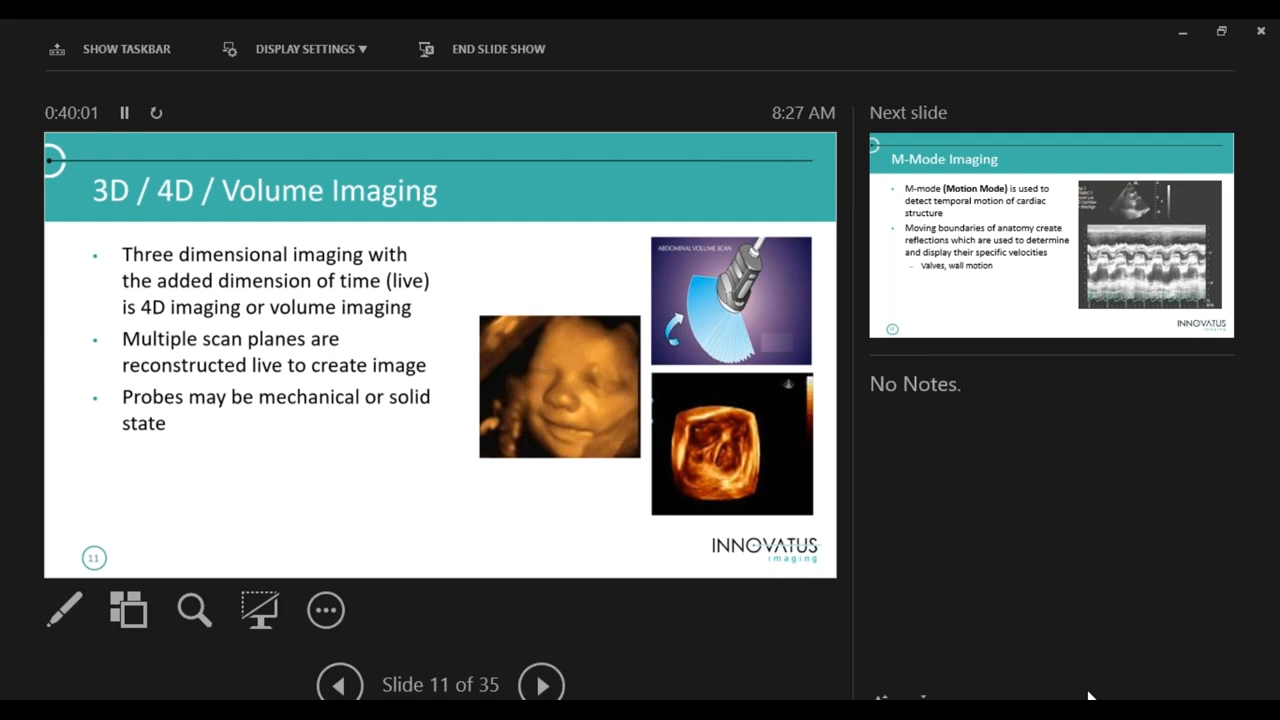 SHOW TASKBAR
DISPLAY SETTINGS ▼
END SLIDE SHOW
0:40:01
8:27 AM
3D / 4D / Volume Imaging
• Three dimensional imaging with
the added dimension of time (live)
is 4D imaging or volume imaging
• Multiple scan planes are
reconstructed live to create image
• Probes may be mechanical or solid
state
ABDOMINAL VOLUME SCAN
11
INNOVATUS
imaging
Slide 11 of 35
Next slide
M-Mode Imaging
• M-mode (Motion Mode) is used to
detect temporal motion of cardiac
structure
• Moving boundaries of anatomy create
reflections which are used to determine
and display their specific velocities
– Valves, wall motion
INNOVATUS
imaging
No Notes.